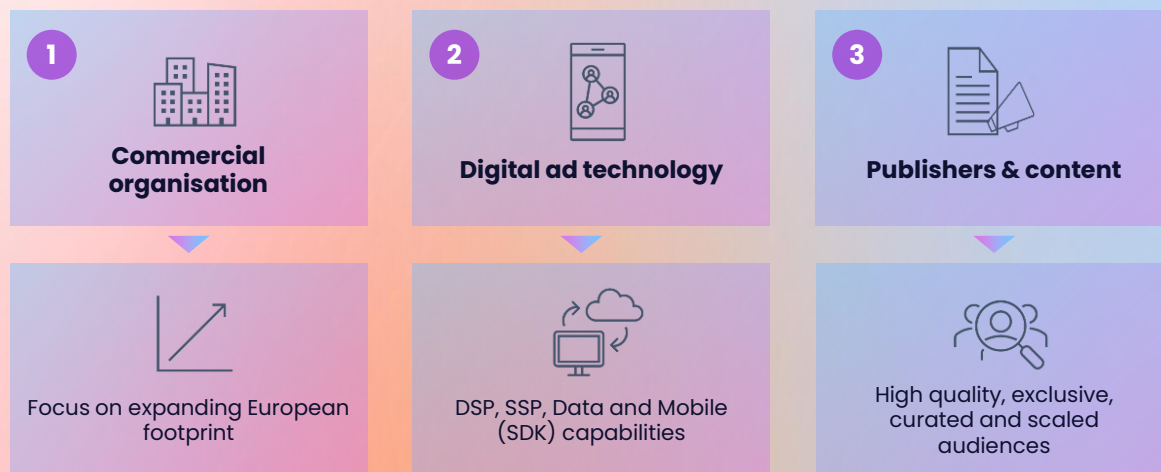 1
Commercial
organisation
Focus on expanding European
footprint
2
Digital ad technology
DSP, SSP, Data and Mobile
(SDK) capabilities
3
Publishers & content
High quality, exclusive,
curated and scaled
audiences